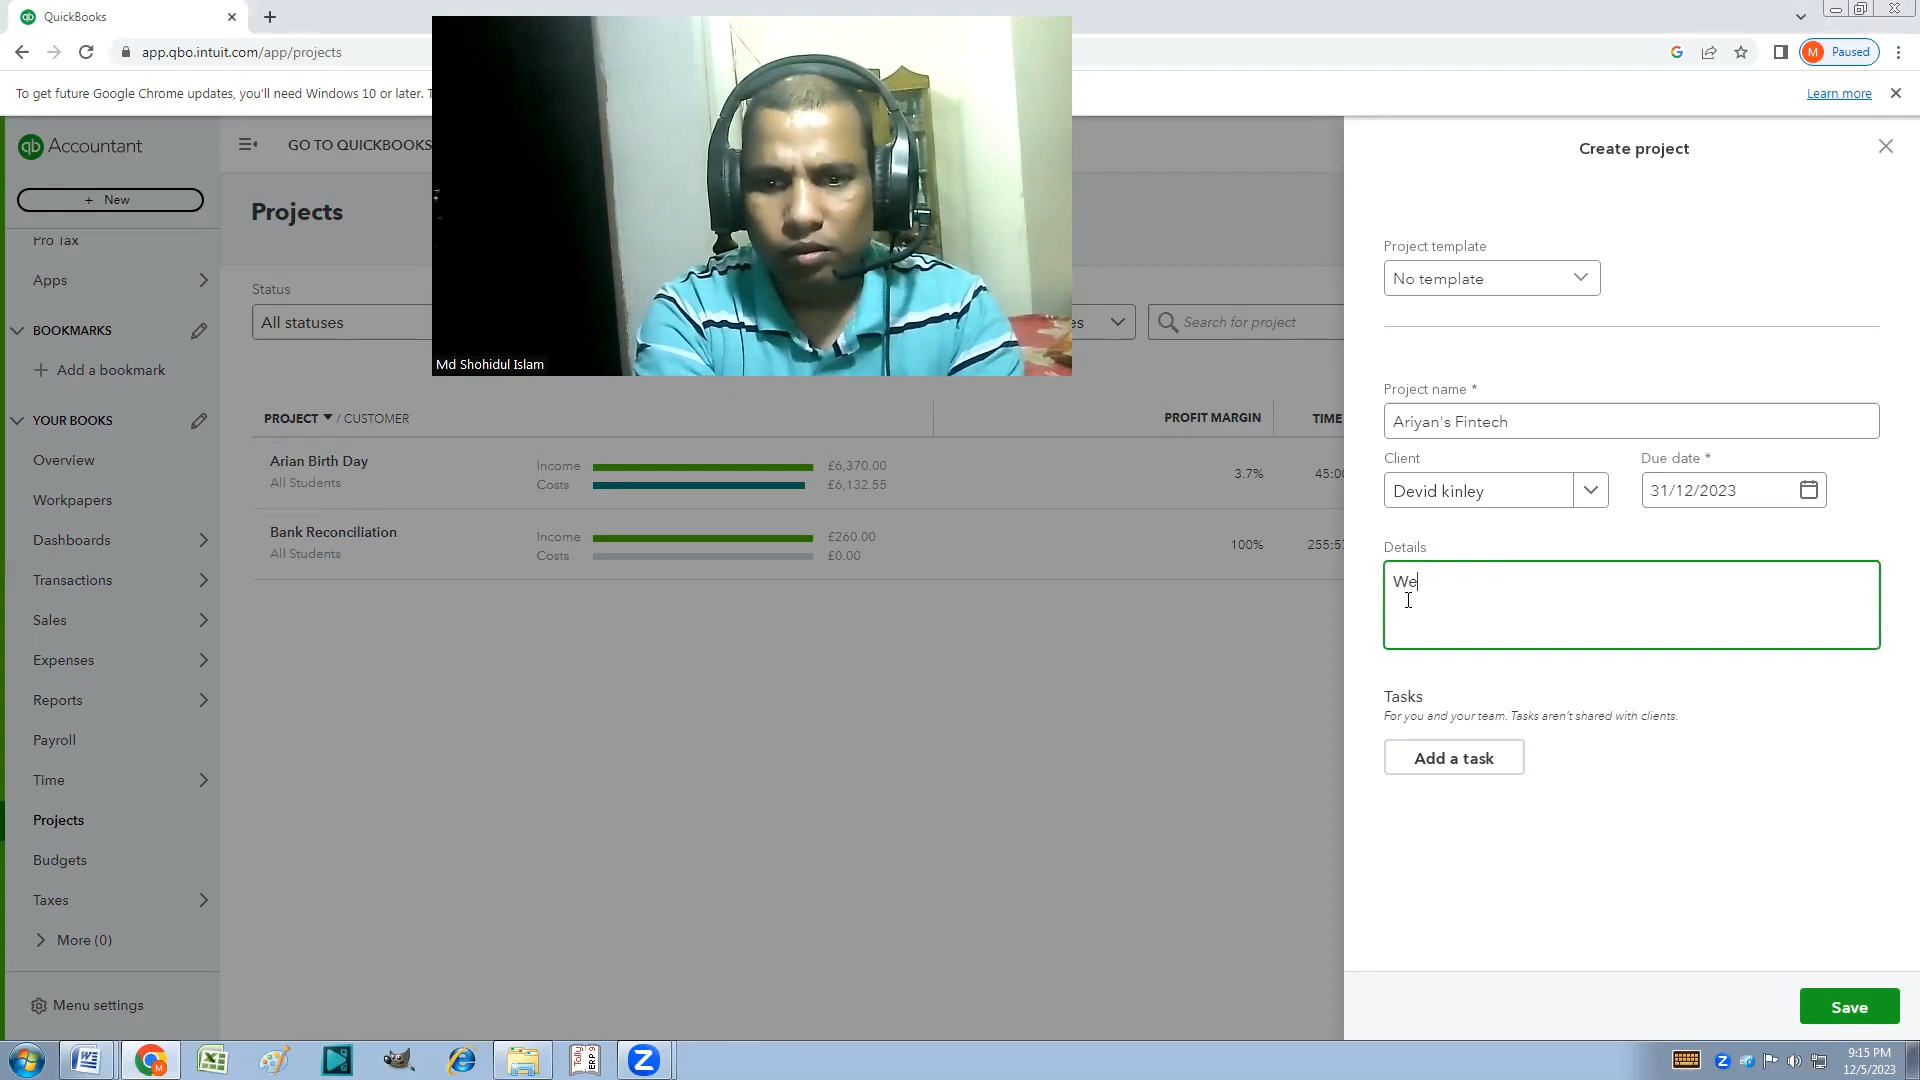 QuickBooks
app.qbo.intuit.com/app/projects
M Paused
To get future Google Chrome updates, you'll need Windows 10 or later.
Learn more
qb Accountant
GO TO QUICKBOOKS
+ New
Projects
Pro Tax
Apps
Status
All statuses
Search for project
BOOKMARKS
Add a bookmark
Md Shohidul Islam
YOUR BOOKS
PROJECT / CUSTOMER
PROFIT MARGIN
TIME
Overview
Arian Birth Day
All Students
Income £6,370.00
Costs £6,132.55
3.7%
Workpapers
Dashboards
Bank Reconciliation
All Students
Income £260.00
Costs £0.00
100%
Transactions
Sales
Expenses
Reports
Payroll
Time
Projects
Budgets
Taxes
More (0)
Menu settings
Create project
Project template
No template
Project name *
Ariyan's Fintech
Client
Due date *
Devid kinley
31/12/2023
Details
We
Tasks
For you and your team. Tasks aren't shared with clients.
Add a task
Save
9:15 PM
12/5/2023